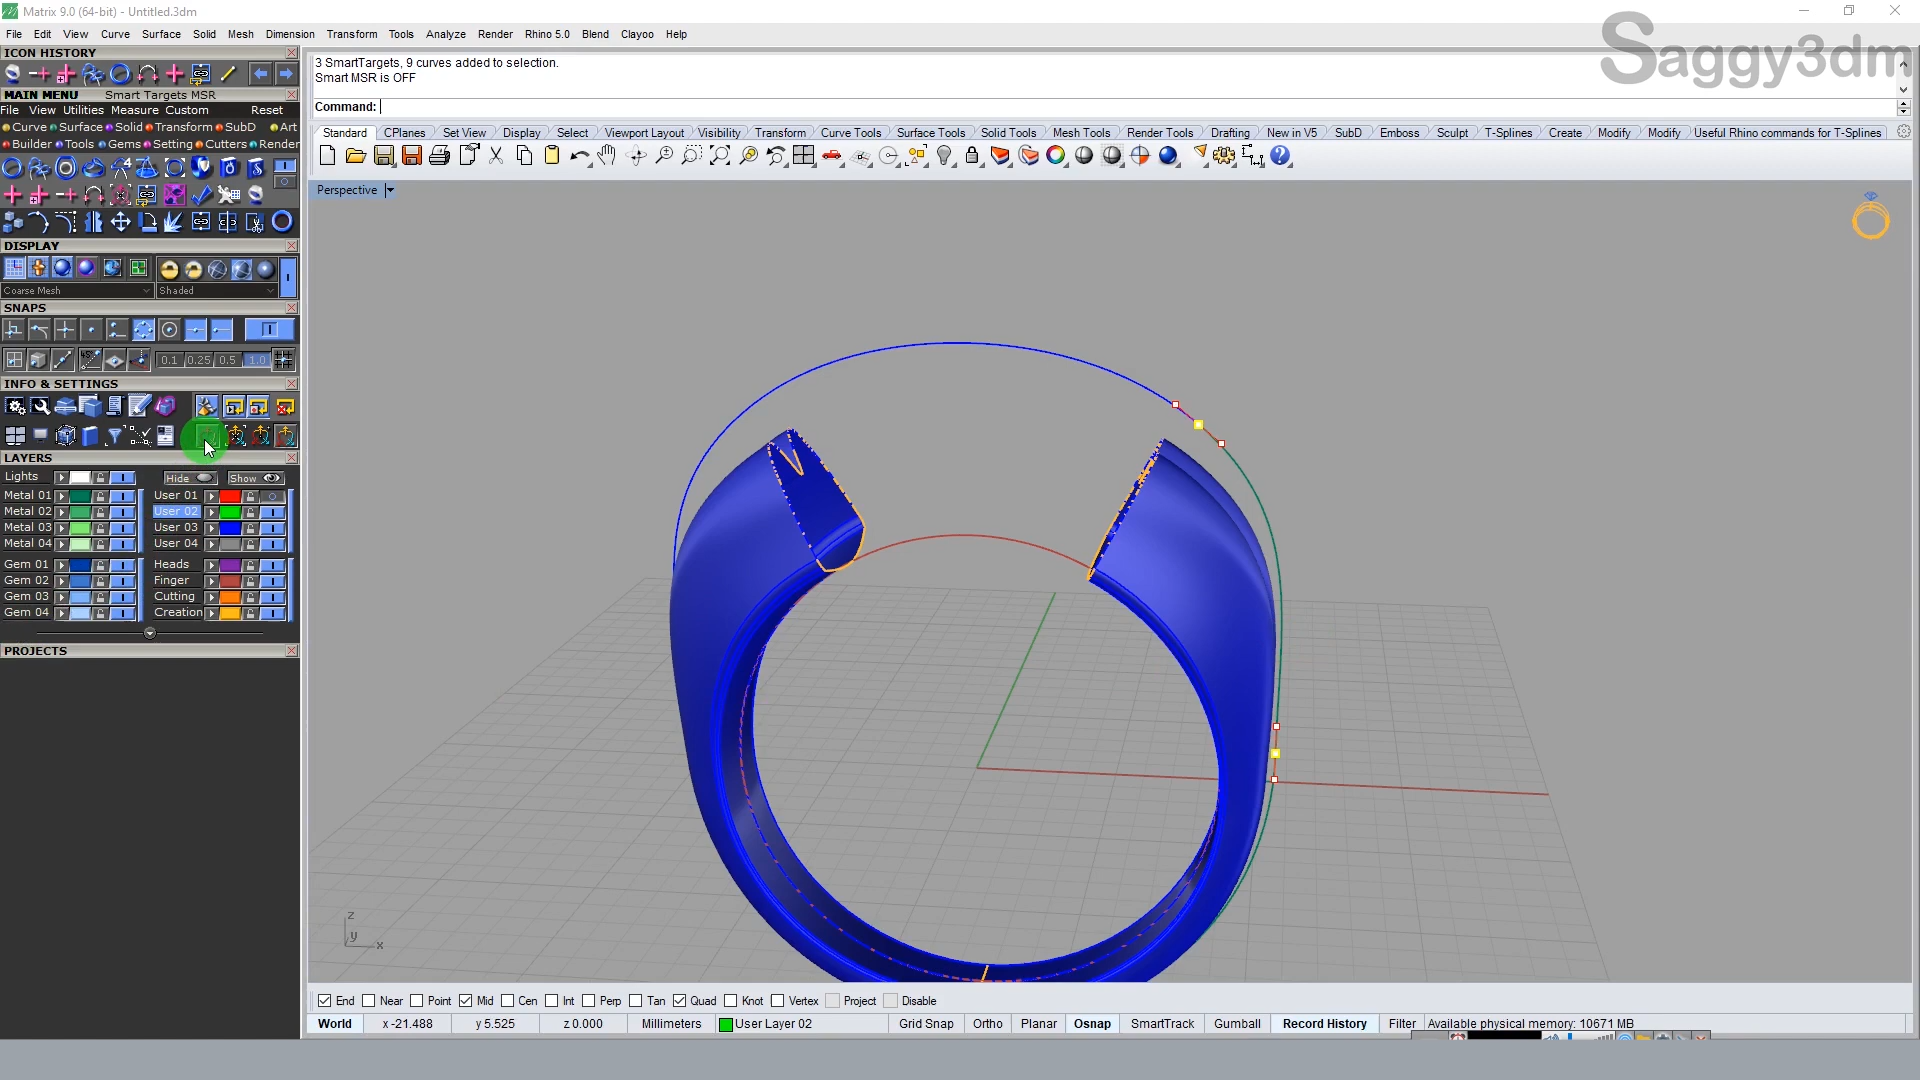 Matrix 9.0 (64-bit) - Untitled.3dm
Saggy3dm
File Edit View Curve Surface Solid Mesh Dimension Transform Tools Analyze Render Rhino 5.0 Blend Clayoo Help
ICON HISTORY
3 SmartTargets, 9 curves added to selection.
Smart MSR is OFF
Command:
MAIN MENU Smart Targets MSR
File View Utilities Measure Custom Reset
Curve Surface Solid Transform SubD Art
Builder Tools Gems Setting Cutters Render
Standard CPlanes Set View Display Select Viewport Layout Visibility Transform Curve Tools Surface Tools Solid Tools Mesh Tools Render Tools Drafting New in V5 SubD Emboss Sculpt T-Splines Create Modify Modify Useful Rhino commands for T-Splines
Perspective
DISPLAY
Coarse Mesh Shaded
SNAPS
0.1 0.25 0.5 1.0
INFO & SETTINGS
LAYERS
Lights Hide Show
Metal 01 User 01
Metal 02 User 02
Metal 03 User 03
Metal 04 User 04
Gem 01 Heads
Gem 02 Finger
Gem 03 Cutting
Gem 04 Creation
PROJECTS
z
y x
End Near Point Mid Cen Int Perp Tan Quad Knot Vertex Project Disable
World x -21.488 y 5.525 z 0.000 Millimeters User Layer 02 Grid Snap Ortho Planar Osnap SmartTrack Gumball Record History Filter Available physical memory: 10671 MB